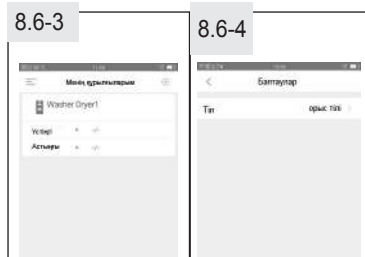 8.6-3
Менің құрылғыларым
Washer Dryer1
Үстіңгі
Астыңғы
8.6-4
Баптаулар
Тіл орыс тілі